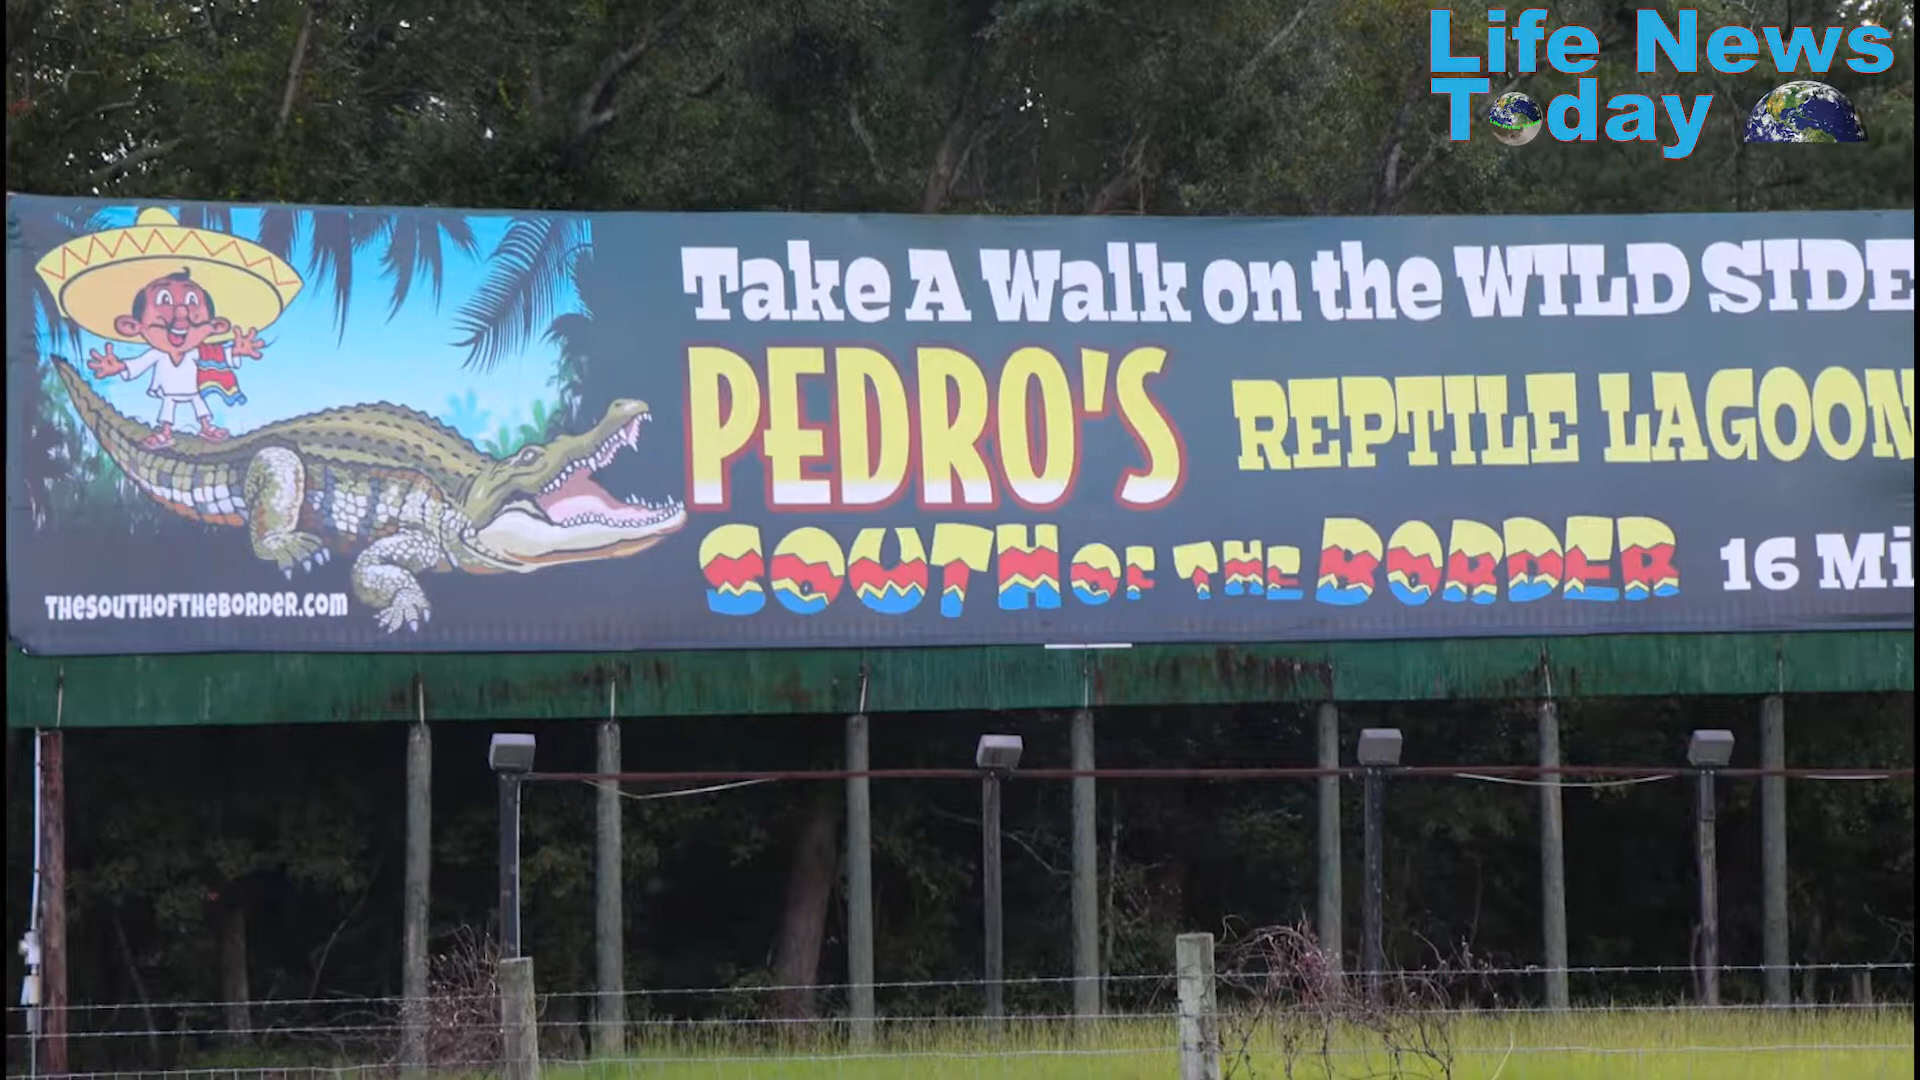 Life News
Today
Take A Walk on the WILD SIDE
PEDRO'S REPTILE LAGOON
SOUTH OF THE BORDER 16 Mi
THESOUTHOFTHEBORDER.COM